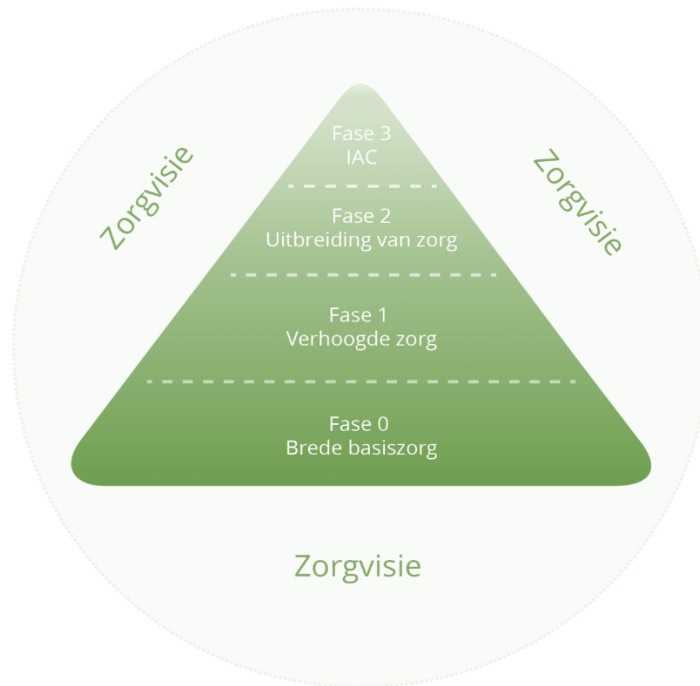 Zorgvisie
Zorgvisie
Fase 3
IAC
Fase 2
Uitbreiding van zorg
Fase 1
Verhoogde zorg
Fase 0
Brede basiszorg
Zorgvisie